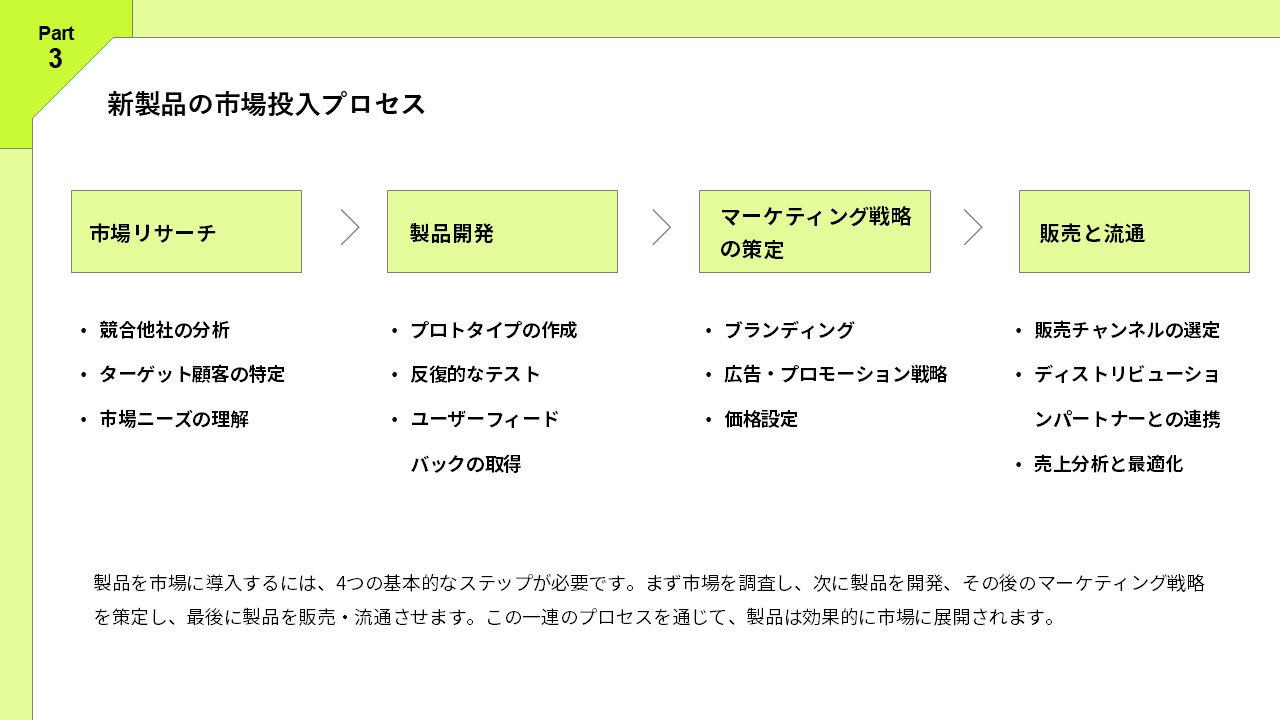 Part
3
新製品の市場投入プロセス
市場リサーチ
製品開発
マーケティング戦略
の策定
販売と流通
• 競合他社の分析
• ターゲット顧客の特定
• 市場ニーズの理解
• プロトタイプの作成
• 反復的なテスト
• ユーザーフィード
バックの取得
• ブランディング
• 広告・プロモーション戦略
• 価格設定
• 販売チャンネルの選定
• ディストリビューショ
ンパートナーとの連携
• 売上分析と最適化
製品を市場に導入するには、4つの基本的なステップが必要です。まず市場を調査し、次に製品を開発、その後のマーケティング戦略
を策定し、最後に製品を販売・流通させます。この一連のプロセスを通じて、製品は効果的に市場に展開されます。